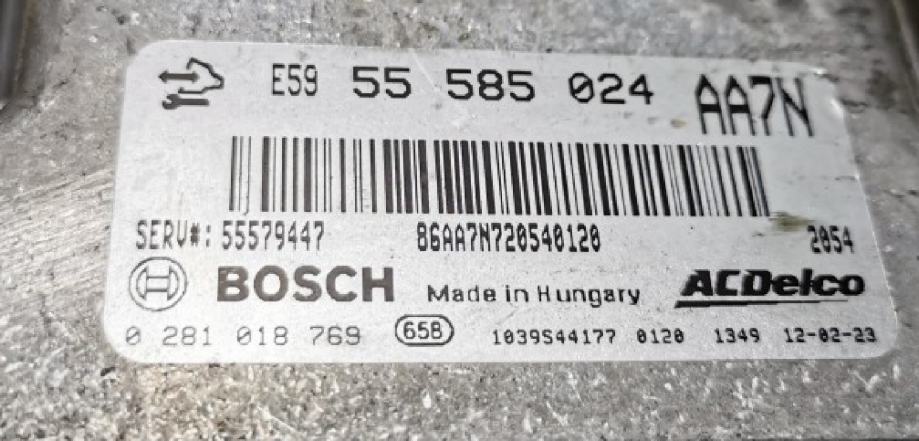 E59 55 585 024 AA7N
SERV#: 55579447 86AA7N720540120 2054
BOSCH Made in Hungary ACDelco
0 281 018 769 65B 1039S44177 0120 1349 12-02-23